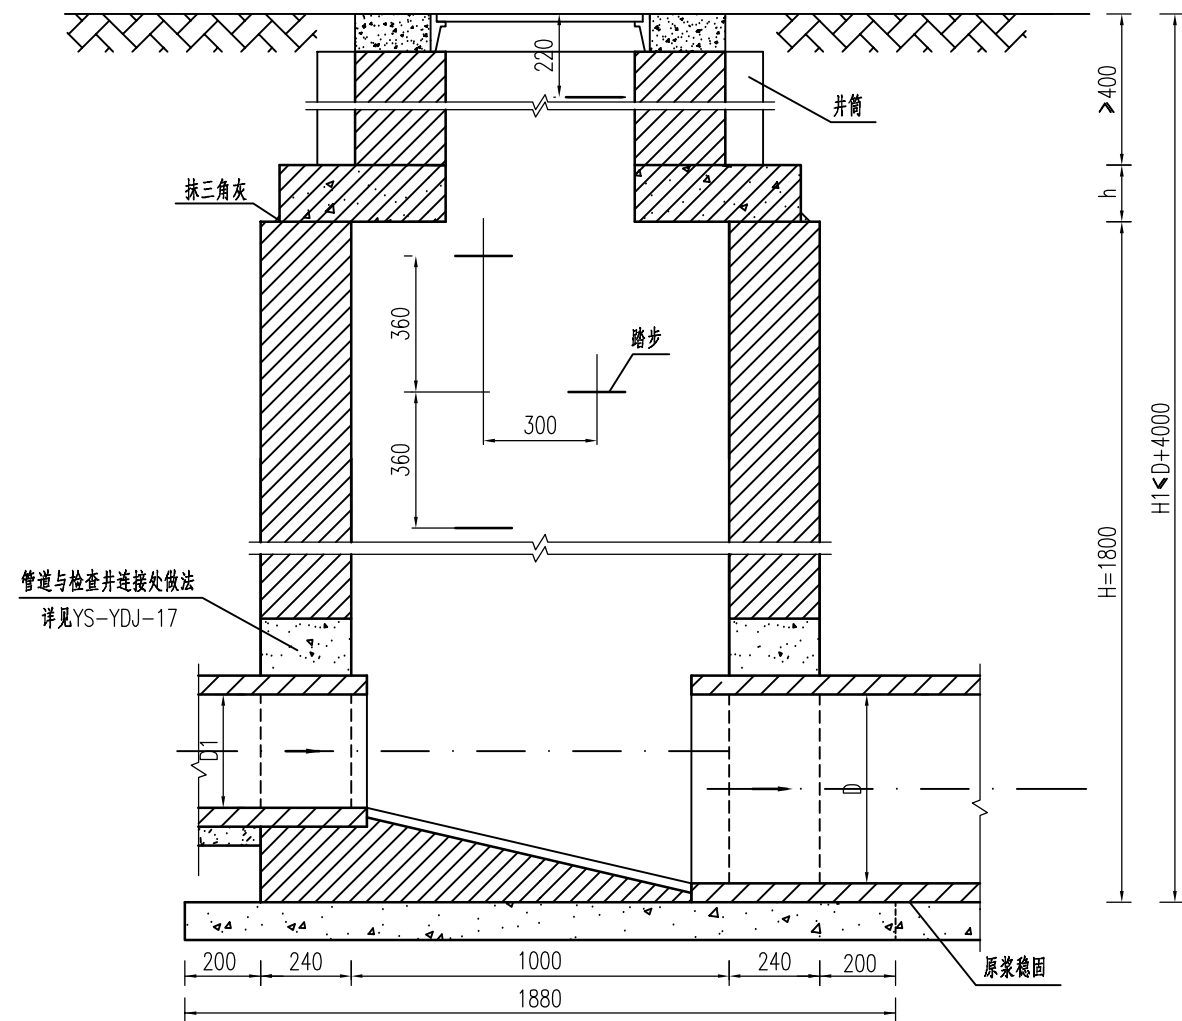 220
井筒
≥400
抹三角灰
h
360
踏步
300
360
H1≤D+4000
H=1800
管道与检查井连接处做法
详见YS-YDJ-17
D1
D
原浆稳固
200
240
1000
240
200
1880